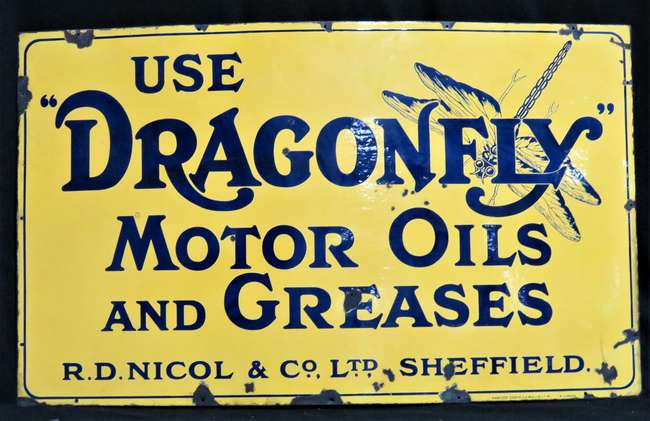 USE
"DRAGONFLY"
MOTOR OILS
AND GREASES
R.D. NICOL & Co, LTD, SHEFFIELD.